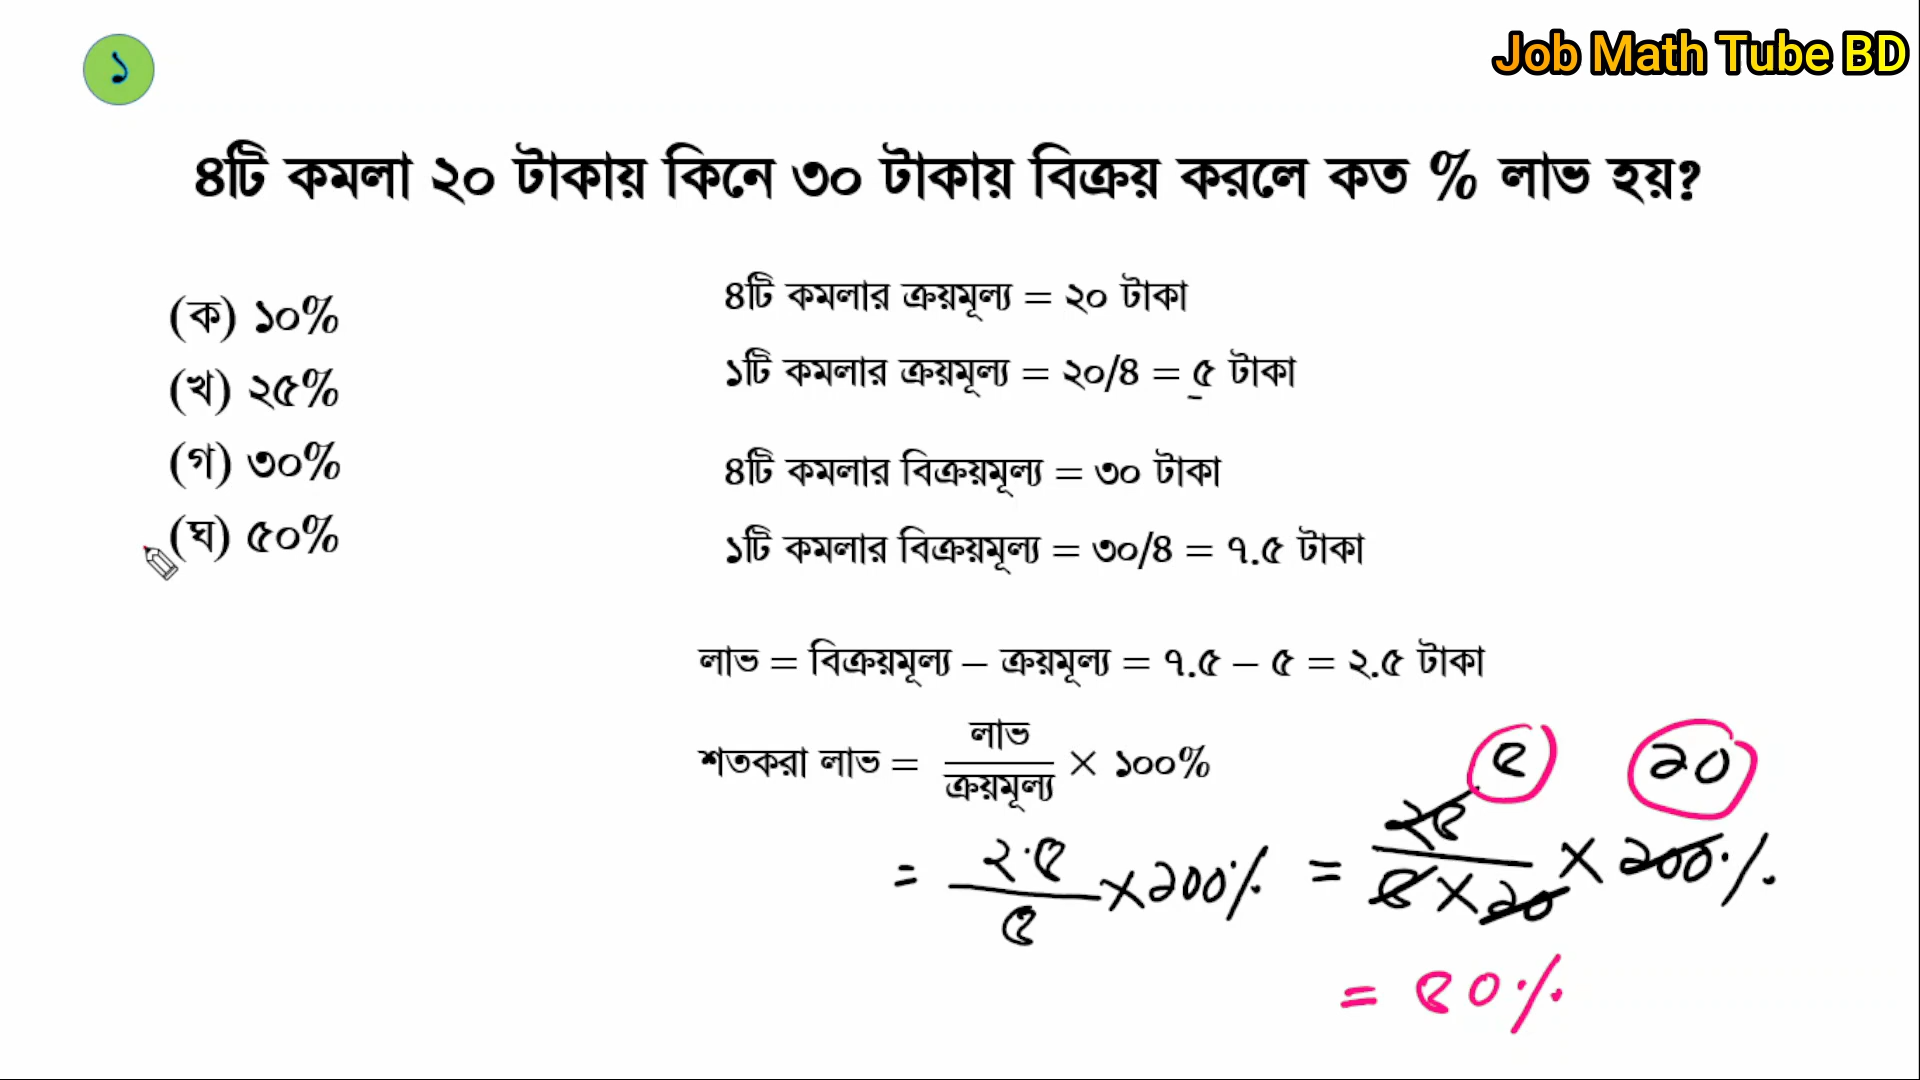 ১
Job Math Tube BD
৪টি কমলা ২০ টাকায় কিনে ৩০ টাকায় বিক্রয় করলে কত % লাভ হয়?
(ক) ১০%
(খ) ২৫%
(গ) ৩০%
(ঘ) ৫০%
৪টি কমলার ক্রয়মূল্য = ২০ টাকা
১টি কমলার ক্রয়মূল্য = ২০/৪ = ৫ টাকা
৪টি কমলার বিক্রয়মূল্য = ৩০ টাকা
১টি কমলার বিক্রয়মূল্য = ৩০/৪ = ৭.৫ টাকা
লাভ = বিক্রয়মূল্য – ক্রয়মূল্য = ৭.৫ – ৫ = ২.৫ টাকা
শতকরা লাভ = লাভ/ক্রয়মূল্য × ১০০%
৫ ১০
= ২.৫/৫ × ১০০% = ২৫/৫ × ১০ × ১০০%
= ৫০%